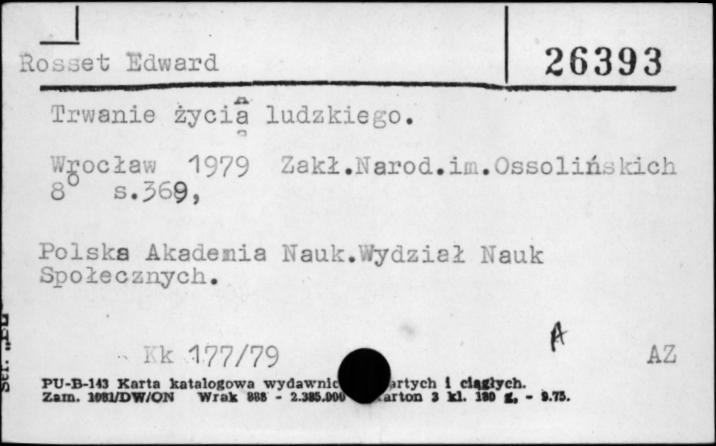 Rosset Edward
26393
Trwanie życia ludzkiego.
Wrocław 1979 Zakł.Narod.im.Ossolińskich
8° s.369,
Polska Akademia Nauk.Wydział Nauk
Społecznych.
Kk 177/79
A
AZ
PU-B-143 Karta katalogowa wydawnic artych i ciągłych.
Zam. 1081/DW/ON Wrak 888 - 2.385.000 arton 3 kl. 180 g, - 9.75.